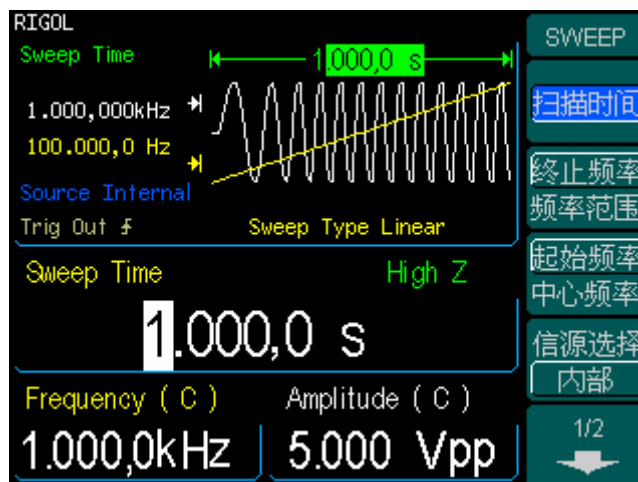 RIGOL
Sweep Time
1.000,0 s
1.000,000kHz
100.000,0 Hz
Source Internal
Trig Out
Sweep Type Linear
Sweep Time
High Z
1.000,0 s
Frequency ( C )
Amplitude ( C )
1.000,0kHz
5.000 Vpp
SWEEP
扫描时间
终止频率
频率范围
起始频率
中心频率
信源选择
内部
1/2